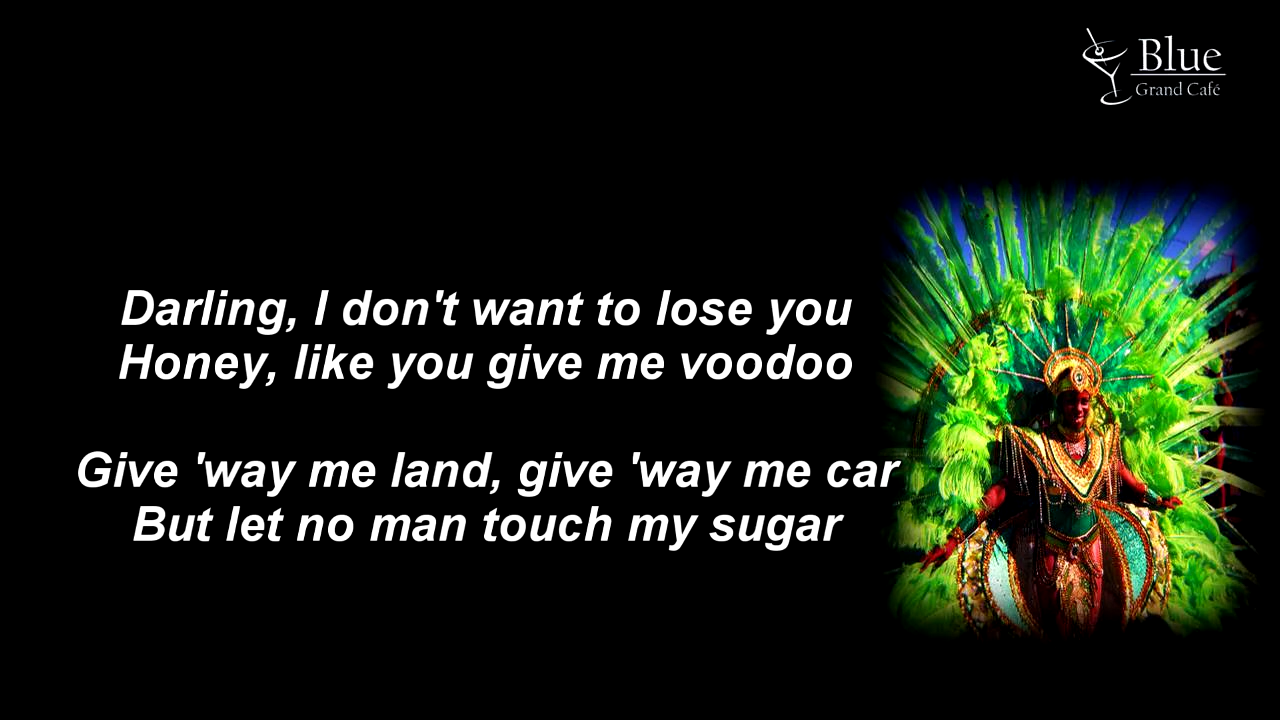 Blue
Grand Café
Darling, I don't want to lose you
Honey, like you give me voodoo
Give 'way me land, give 'way me car
But let no man touch my sugar